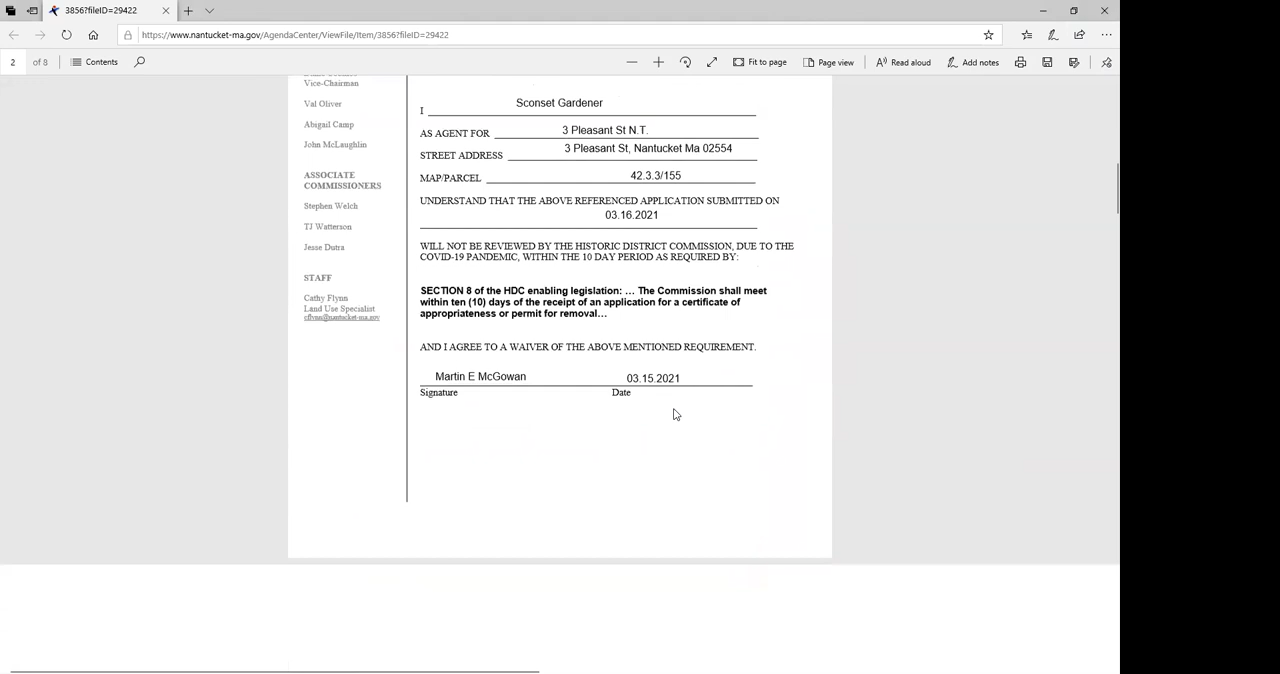 3856?fileID=29422
https://www.nantucket-ma.gov/AgendaCenter/ViewFile/Item/3856?fileID=29422
2 of 8
Contents
Fit to page
Page view
Read aloud
Add notes
Vice-Chairman
Val Oliver
Abigail Camp
John McLaughlin
ASSOCIATE
COMMISSIONERS
Stephen Welch
TJ Watterson
Jesse Dutra
STAFF
Cathy Flynn
Land Use Specialist
cflynn@nantucket-ma.gov
I Sconset Gardener
AS AGENT FOR 3 Pleasant St N.T.
STREET ADDRESS 3 Pleasant St, Nantucket Ma 02554
MAP/PARCEL 42.3.3/155
UNDERSTAND THAT THE ABOVE REFERENCED APPLICATION SUBMITTED ON
03.16.2021
WILL NOT BE REVIEWED BY THE HISTORIC DISTRICT COMMISSION, DUE TO THE
COVID-19 PANDEMIC, WITHIN THE 10 DAY PERIOD AS REQUIRED BY:
SECTION 8 of the HDC enabling legislation: … The Commission shall meet
within ten (10) days of the receipt of an application for a certificate of
appropriateness or permit for removal…
AND I AGREE TO A WAIVER OF THE ABOVE MENTIONED REQUIREMENT.
Martin E McGowan 03.15.2021
Signature Date